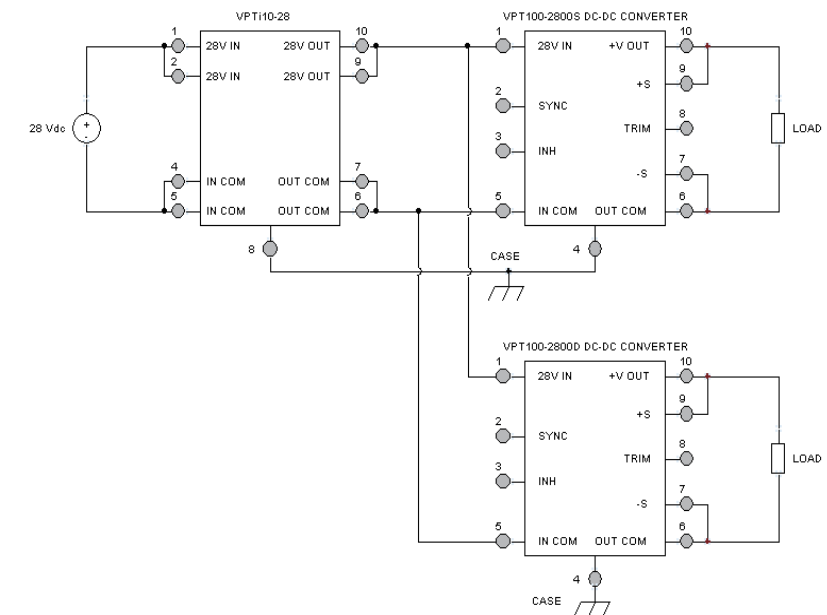 VPTi10-28
VPT100-2800S DC-DC CONVERTER
1 28V IN 28V OUT 10
2 28V IN 28V OUT 9
4 IN COM OUT COM 7
5 IN COM OUT COM 6
8
28 Vdc
+
-
1 28V IN +V OUT 10
+S 9
2 SYNC
TRIM 8
3 INH
-S 7
5 IN COM OUT COM 6
4
LOAD
CASE
VPT100-2800D DC-DC CONVERTER
1 28V IN +V OUT 10
+S 9
2 SYNC
TRIM 8
3 INH
-S 7
5 IN COM OUT COM 6
4
LOAD
CASE